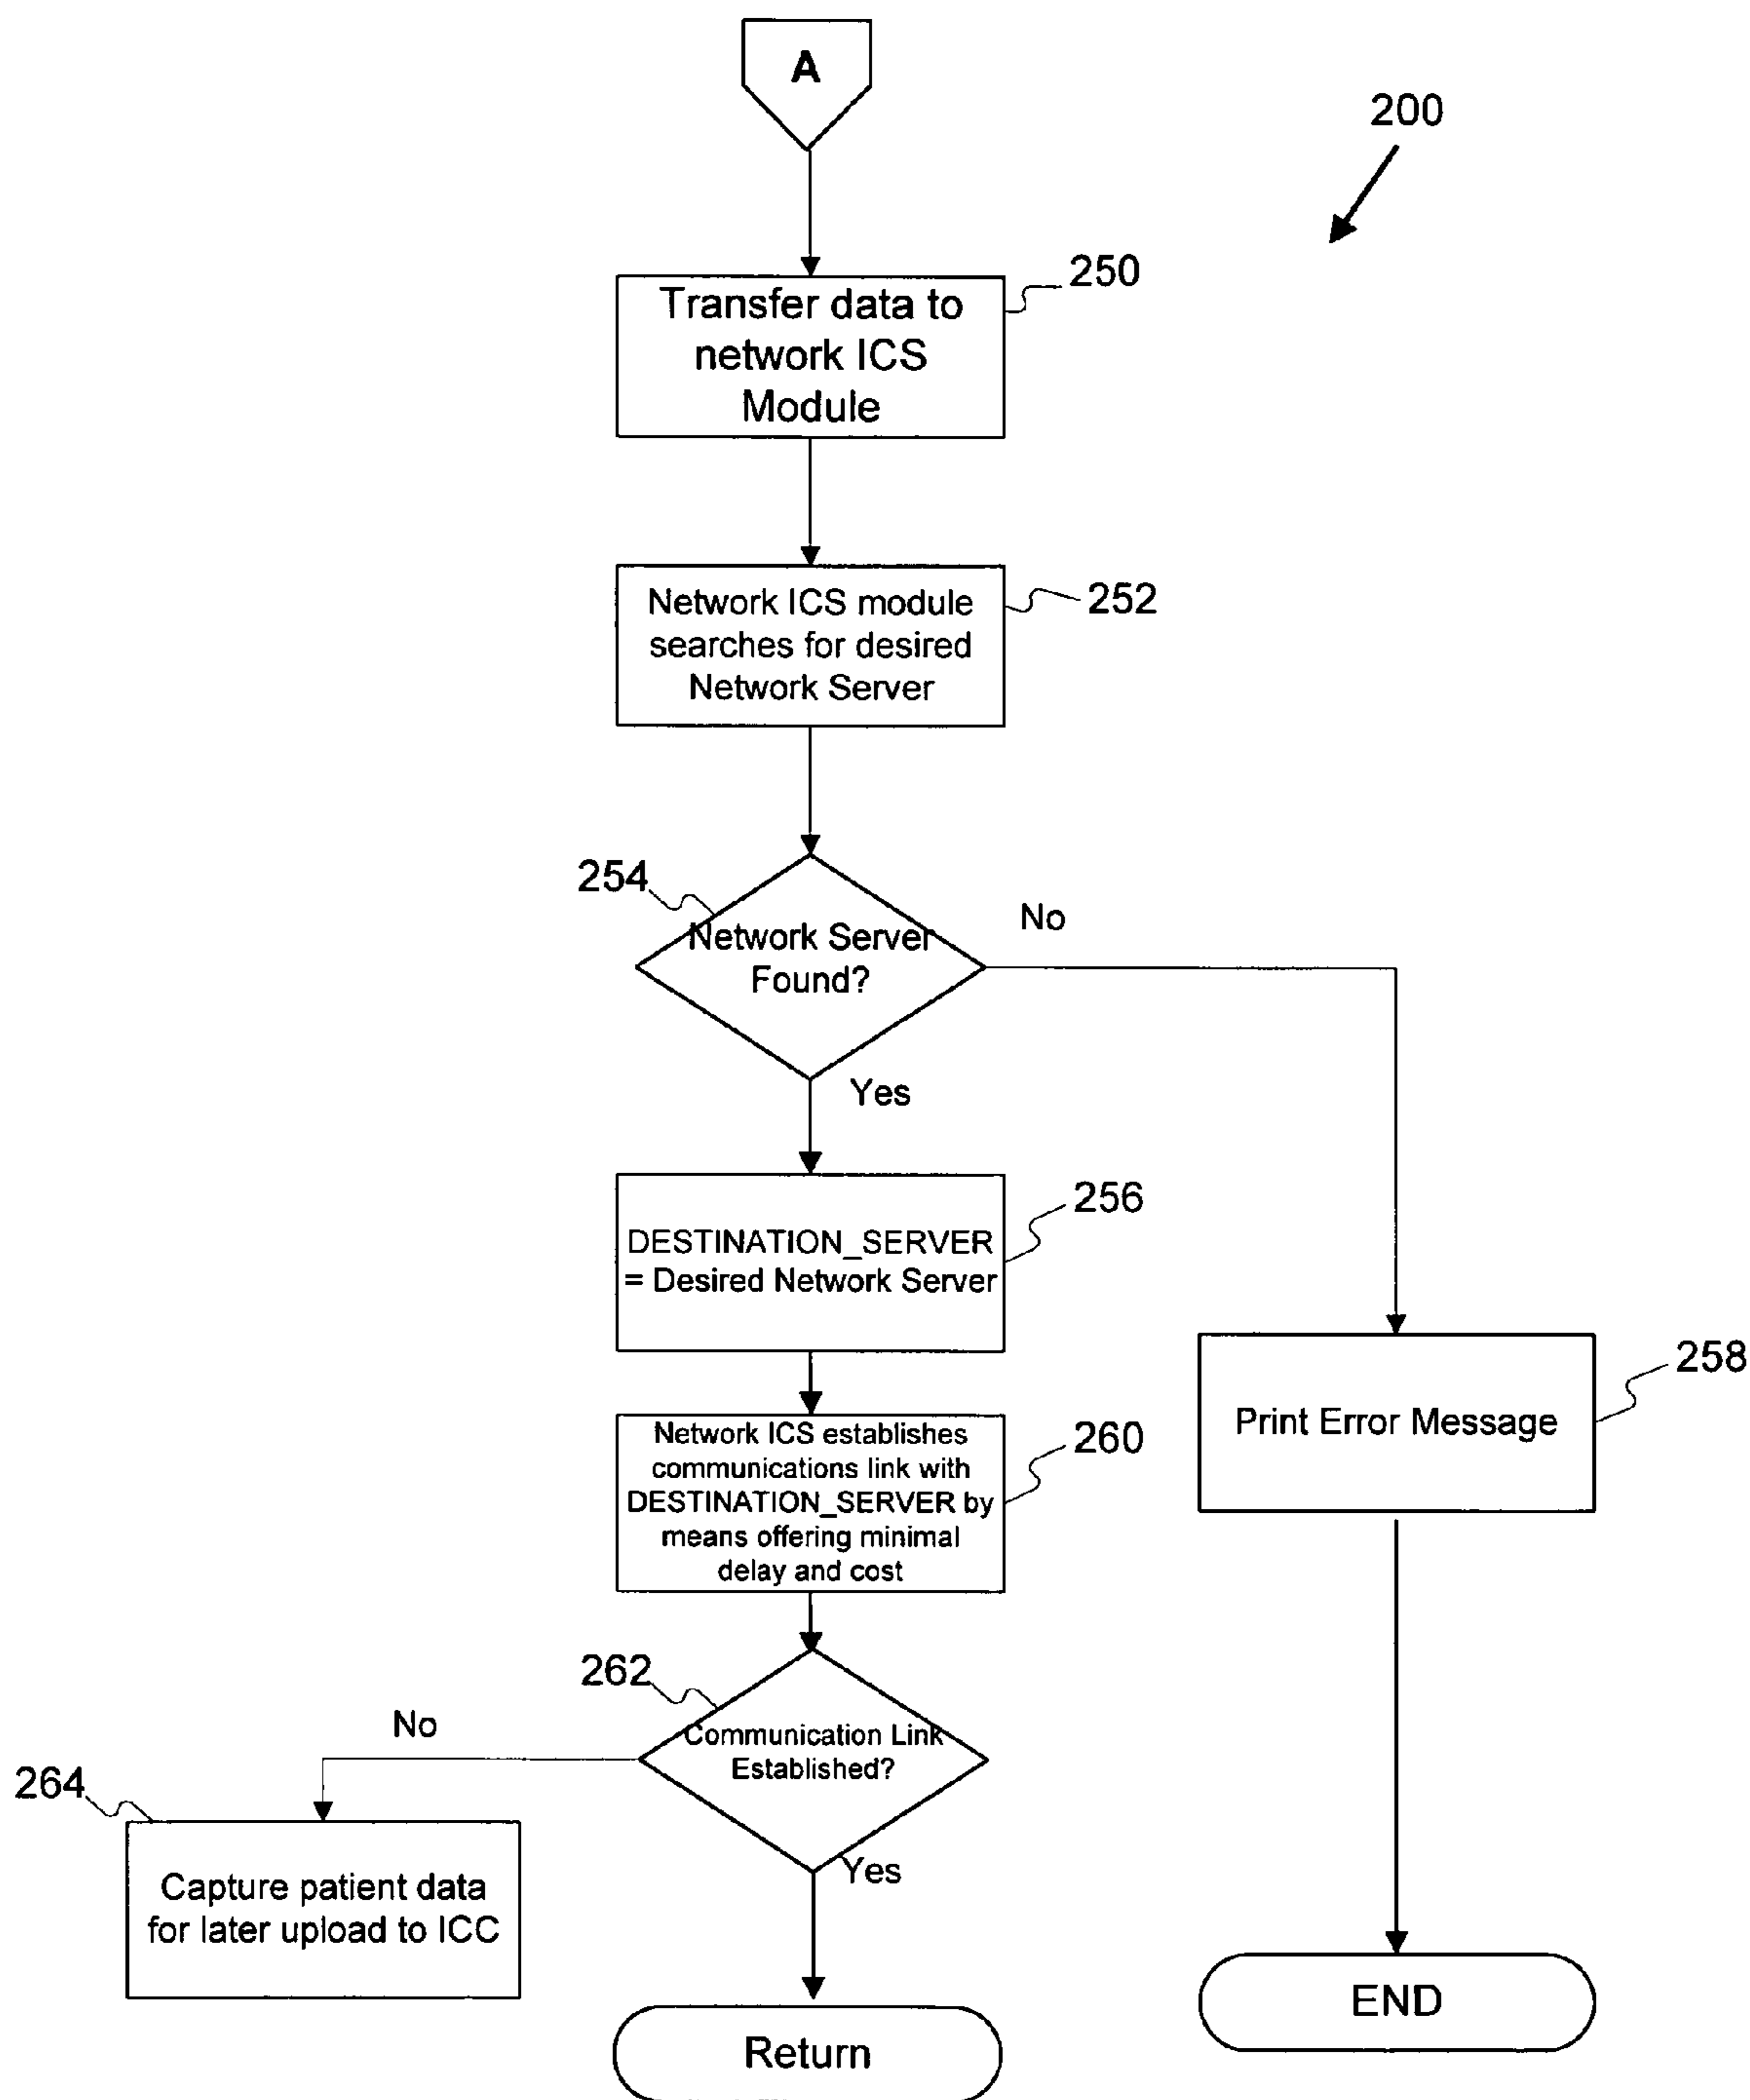 A
200
250
Transfer data to
network ICS
Module
252
Network ICS module
searches for desired
Network Server
254
Network Server
Found?
No
Yes
256
DESTINATION_SERVER
= Desired Network Server
258
Print Error Message
260
Network ICS establishes
communications link with
DESTINATION_SERVER by
means offering minimal
delay and cost
262
Communication Link
Established?
No
Yes
264
Capture patient data
for later upload to ICC
END
Return